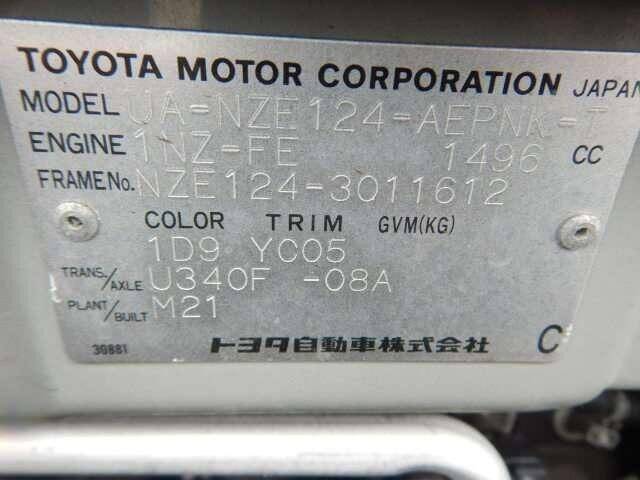 TOYOTA MOTOR CORPORATION JAPAN
MODEL UA-NZE124-AEPNK-T
ENGINE 1NZ-FE 1496 CC
FRAME No. NZE124-3011612
COLOR TRIM GVM(KG)
1D9 YC05
TRANS./AXLE U340F -08A
PLANT/BUILT M21
30881 トヨタ自動車株式会社 C